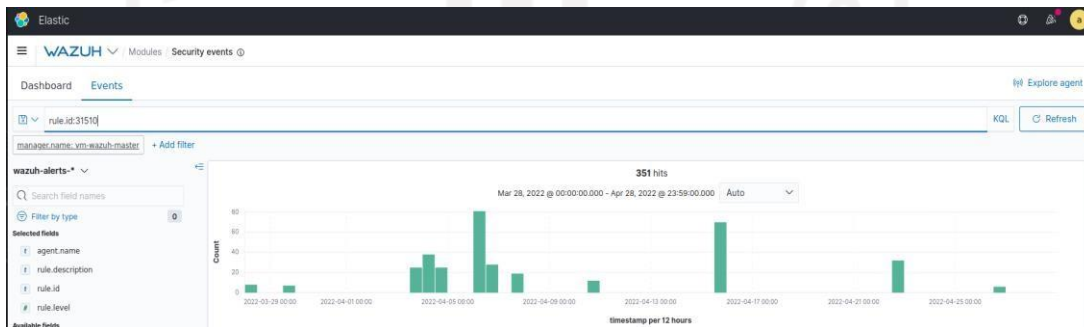 Elastic
a
WAZUH Modules Security events
Dashboard Events
Explore agent
rule.id:31510
KQL Refresh
manager.name: vm-wazuh-master + Add filter
wazuh-alerts-*
351 hits
Mar 28, 2022 @ 00:00:00.000 - Apr 28, 2022 @ 23:59:00.000 Auto
Search field names
Filter by type 0
Selected fields
t agent.name
t rule.description
t rule.id
# rule.level
Available fields
Count
80
60
40
20
0
2022-03-29 00:00 2022-04-01 00:00 2022-04-05 00:00 2022-04-09 00:00 2022-04-13 00:00 2022-04-17 00:00 2022-04-21 00:00 2022-04-25 00:00
timestamp per 12 hours